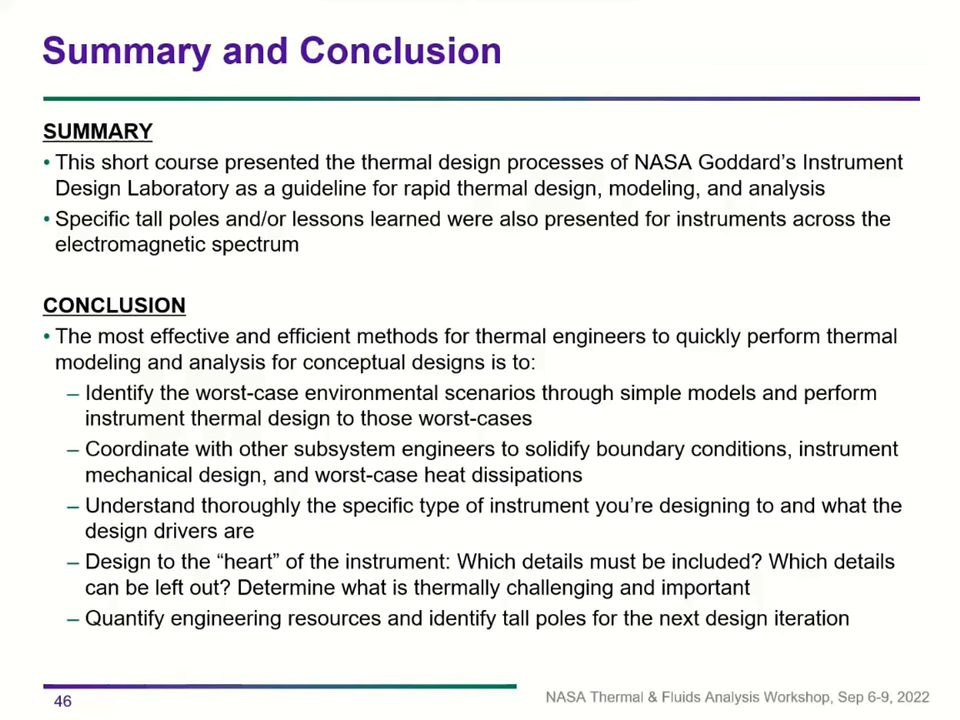 Summary and Conclusion
SUMMARY
• This short course presented the thermal design processes of NASA Goddard's Instrument
Design Laboratory as a guideline for rapid thermal design, modeling, and analysis
• Specific tall poles and/or lessons learned were also presented for instruments across the
electromagnetic spectrum
CONCLUSION
• The most effective and efficient methods for thermal engineers to quickly perform thermal
modeling and analysis for conceptual designs is to:
– Identify the worst-case environmental scenarios through simple models and perform
instrument thermal design to those worst-cases
– Coordinate with other subsystem engineers to solidify boundary conditions, instrument
mechanical design, and worst-case heat dissipations
– Understand thoroughly the specific type of instrument you're designing to and what the
design drivers are
– Design to the “heart” of the instrument: Which details must be included? Which details
can be left out? Determine what is thermally challenging and important
– Quantify engineering resources and identify tall poles for the next design iteration
46
NASA Thermal & Fluids Analysis Workshop, Sep 6-9, 2022